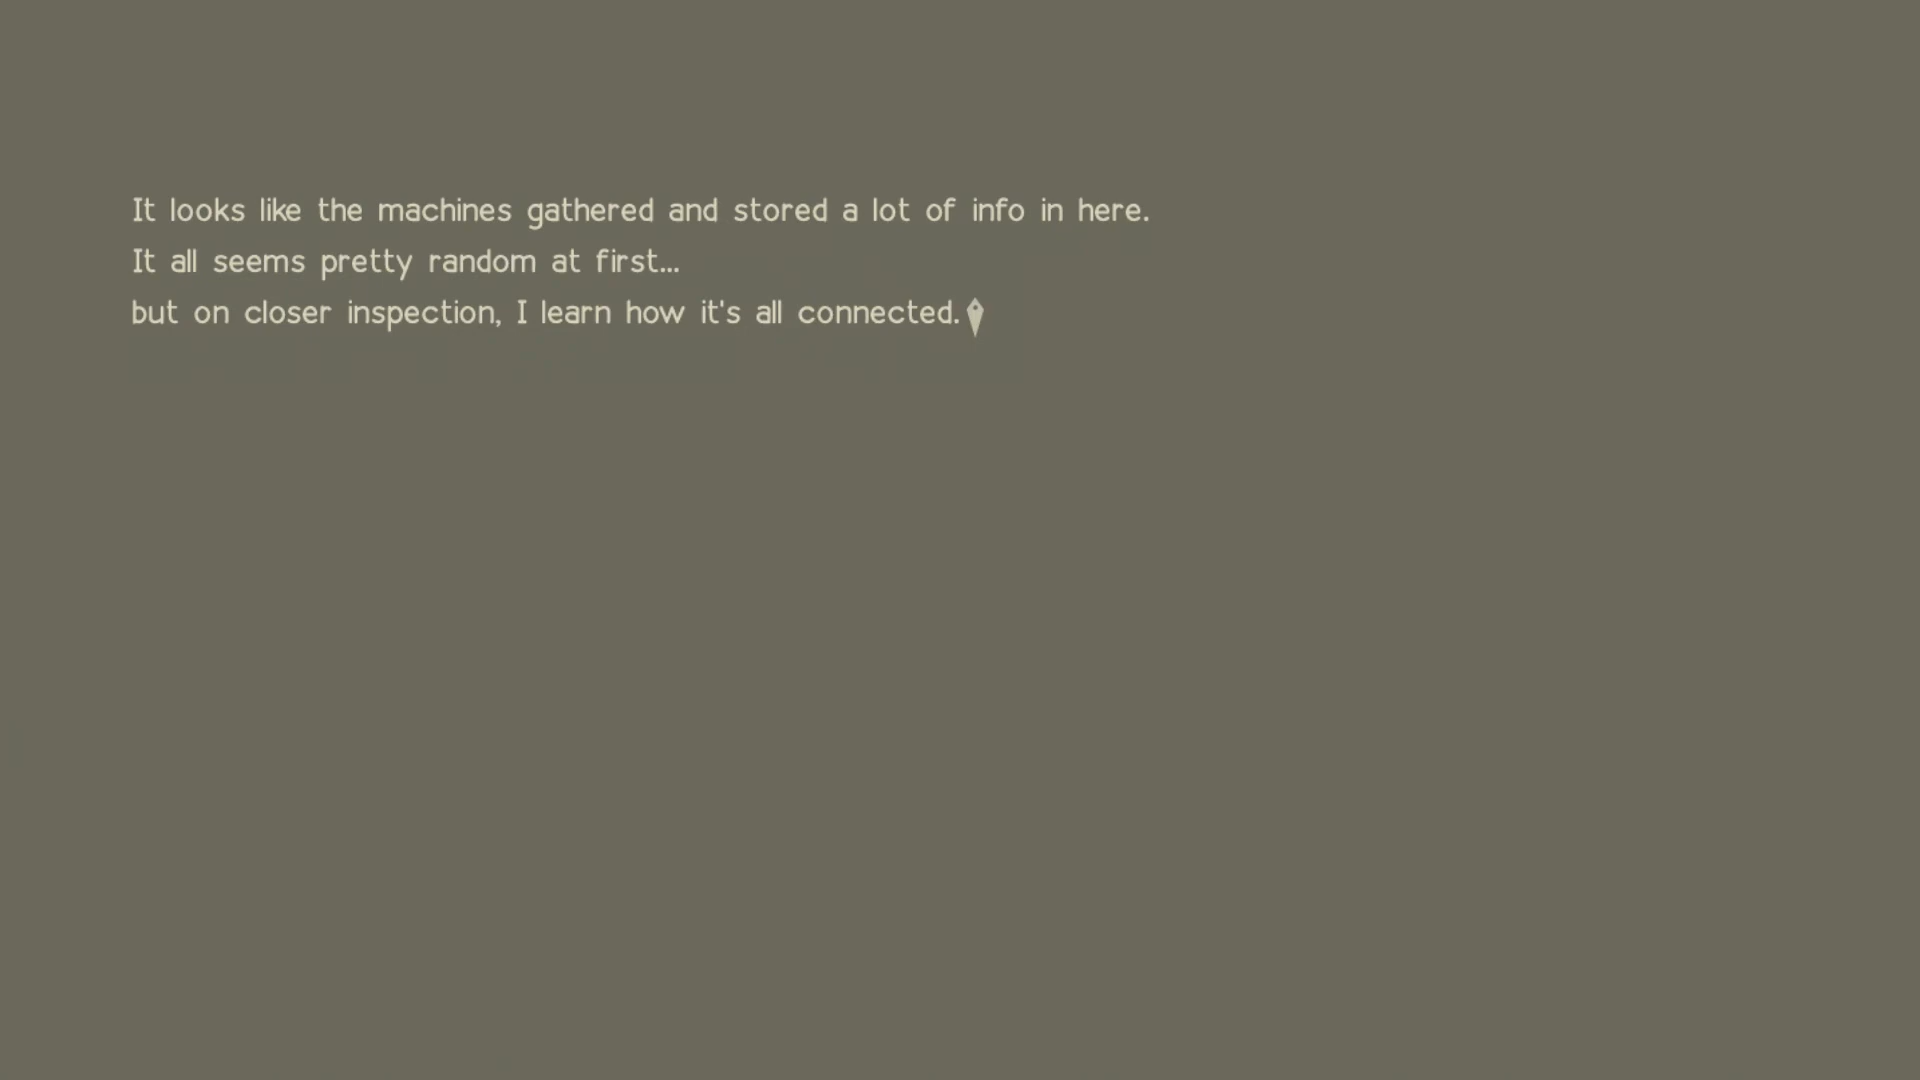 It looks like the machines gathered and stored a lot of info in here.
It all seems pretty random at first...
but on closer inspection, I learn how it's all connected.